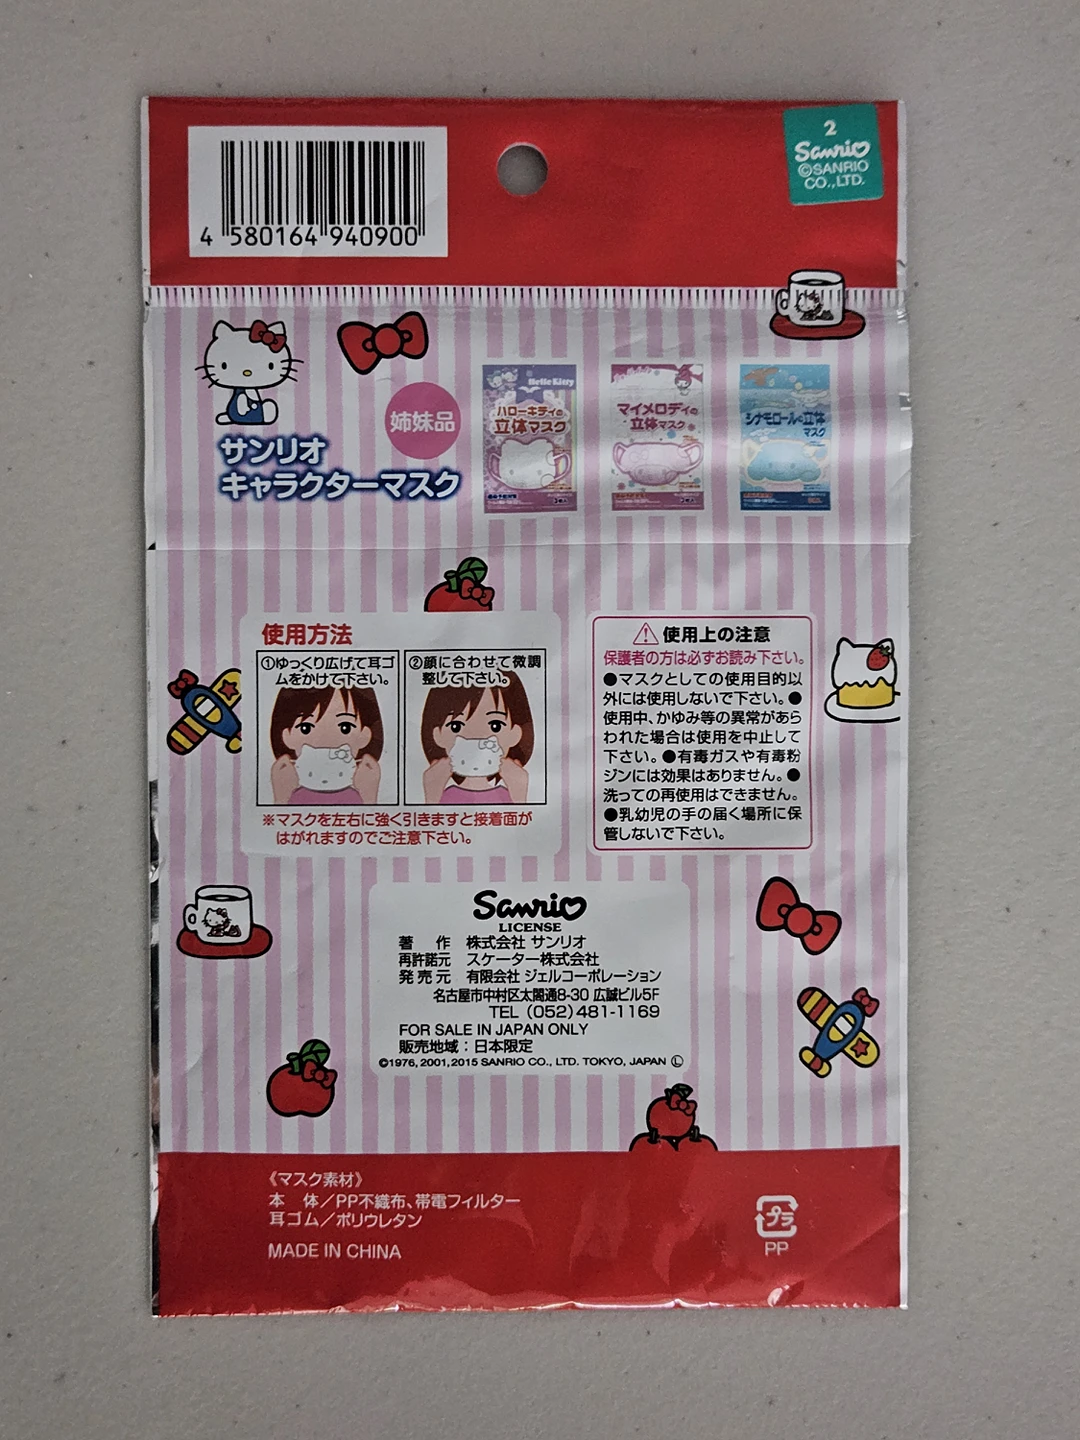 4 580164 940900
2
Sanrio
©SANRIO
CO.,LTD.
サンリオ
キャラクターマスク
姉妹品
Hello Kitty
ハローキティの
立体マスク
マイメロディの
立体マスク
シナモロールの立体
マスク
使用方法
①ゆっくり広げて耳ゴ
ムをかけて下さい。
②顔に合わせて微調
整して下さい。
※マスクを左右に強く引きますと接着面が
はがれますのでご注意下さい。
使用上の注意
保護者の方は必ずお読み下さい。
●マスクとしての使用目的以
外には使用しないで下さい。●
使用中、かゆみ等の異常があら
われた場合は使用を中止して
下さい。●有毒ガスや有毒粉
ジンには効果はありません。●
洗っての再使用はできません。
●乳幼児の手の届く場所に保
管しないで下さい。
Sanrio
LICENSE
著 作 株式会社 サンリオ
再許諾元 スケーター株式会社
発売元 有限会社 ジェルコーポレーション
名古屋市中村区太閤通8-30 広誠ビル5F
TEL (052)481-1169
FOR SALE IN JAPAN ONLY
販売地域：日本限定
©1976, 2001, 2015 SANRIO CO., LTD. TOKYO, JAPAN Ⓛ
《マスク素材》
本 体／PP不織布、帯電フィルター
耳ゴム／ポリウレタン
MADE IN CHINA
プラ
PP